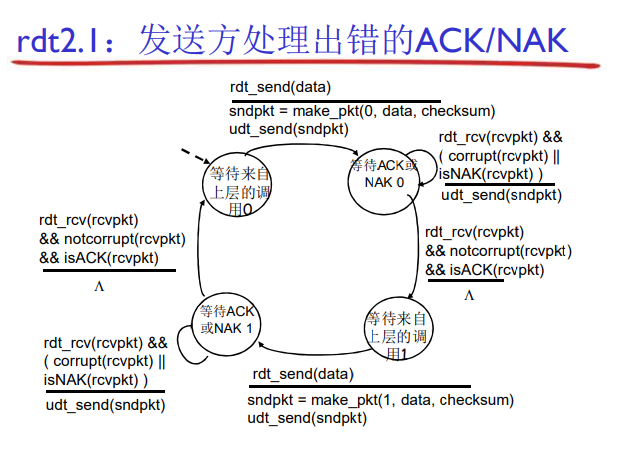 rdt2.1：发送方处理出错的ACK/NAK
rdt_send(data)
sndpkt = make_pkt(0, data, checksum)
udt_send(sndpkt)
等待来自
上层的调
用0
等待ACK或
NAK 0
rdt_rcv(rcvpkt) &&
( corrupt(rcvpkt) ||
isNAK(rcvpkt) )
udt_send(sndpkt)
rdt_rcv(rcvpkt)
&& notcorrupt(rcvpkt)
&& isACK(rcvpkt)
Λ
rdt_rcv(rcvpkt)
&& notcorrupt(rcvpkt)
&& isACK(rcvpkt)
Λ
等待ACK
或NAK 1
等待来自
上层的调
用1
rdt_rcv(rcvpkt) &&
( corrupt(rcvpkt) ||
isNAK(rcvpkt) )
udt_send(sndpkt)
rdt_send(data)
sndpkt = make_pkt(1, data, checksum)
udt_send(sndpkt)